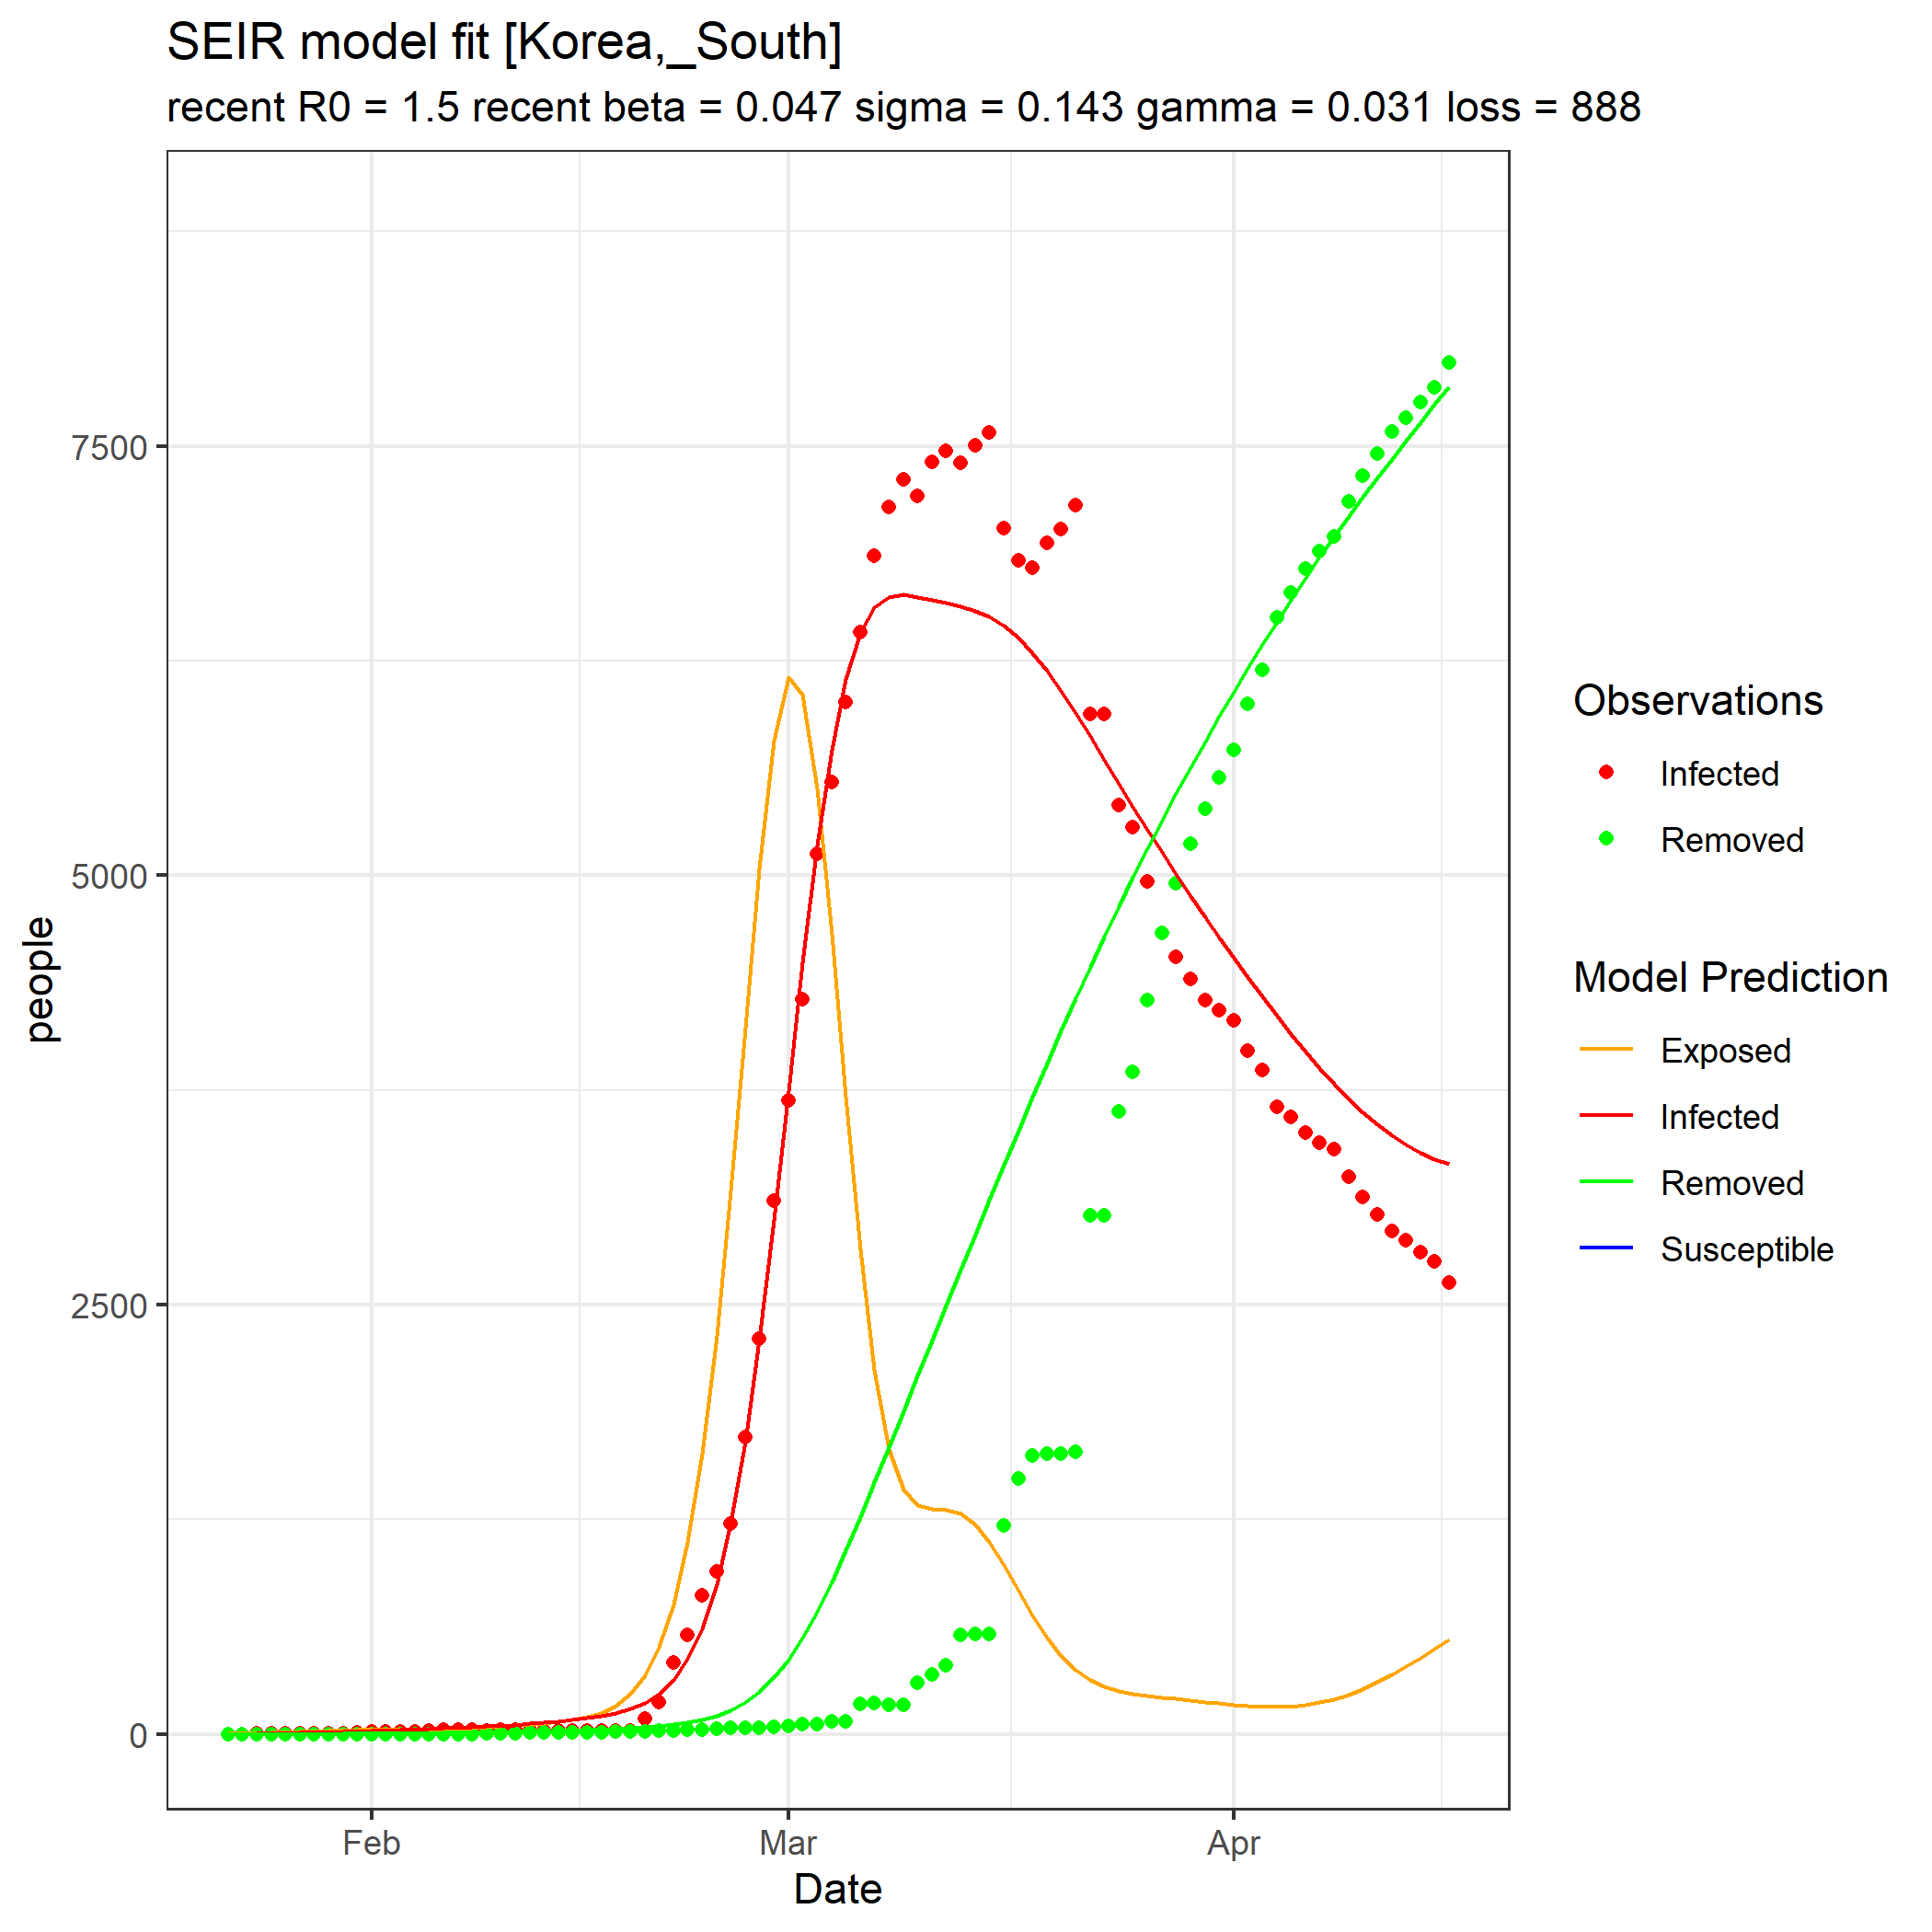 SEIR model fit [Korea,_South]
recent R0 = 1.5 recent beta = 0.047 sigma = 0.143 gamma = 0.031 loss = 888
7500
5000
2500
0
people
Feb
Mar
Apr
Date
Observations
Infected
Removed
Model Prediction
Exposed
Infected
Removed
Susceptible